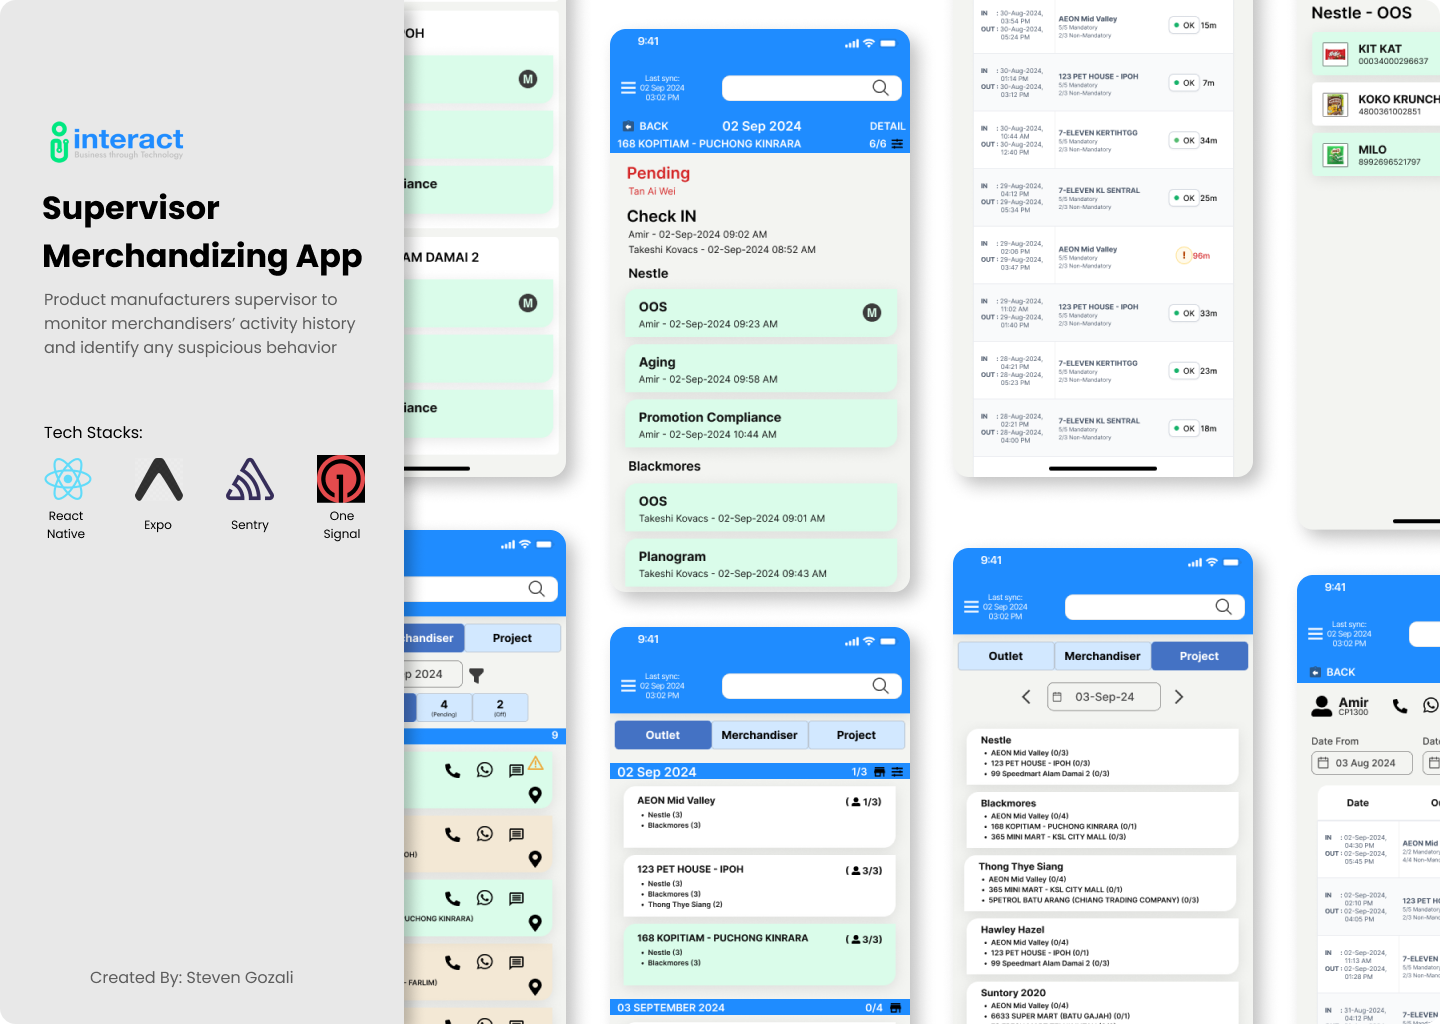 interact
Business through Technology
Supervisor
Merchandizing App
Product manufacturers supervisor to
monitor merchandisers' activity history
and identify any suspicious behavior
Tech Stacks:
React
Native
Expo
Sentry
One
Signal
Created By: Steven Gozali
OH
M
iance
AM DAMAI 2
M
iance
chandiser
Project
p 2024
4
(Pending)
2
(Off)
9
OH)
UCHONG KINRARA)
- FARLIM)
9:41
Last sync:
02 Sep 2024
03:02 PM
BACK
02 Sep 2024
DETAIL
168 KOPITIAM - PUCHONG KINRARA
6/6
Pending
Tan Ai Wei
Check IN
Amir - 02-Sep-2024 09:02 AM
Takeshi Kovacs - 02-Sep-2024 08:52 AM
Nestle
OOS
Amir - 02-Sep-2024 09:23 AM
M
Aging
Amir - 02-Sep-2024 09:58 AM
Promotion Compliance
Amir - 02-Sep-2024 10:44 AM
Blackmores
OOS
Takeshi Kovacs - 02-Sep-2024 09:01 AM
Planogram
Takeshi Kovacs - 02-Sep-2024 09:43 AM
9:41
Last sync:
02 Sep 2024
03:02 PM
Outlet
Merchandiser
Project
02 Sep 2024
1/3
AEON Mid Valley
( 1/3)
• Nestle (3)
• Blackmores (3)
123 PET HOUSE - IPOH
( 3/3)
• Nestle (3)
• Blackmores (3)
• Thong Thye Siang (2)
168 KOPITIAM - PUCHONG KINRARA
( 3/3)
• Nestle (3)
• Blackmores (3)
03 SEPTEMBER 2024
0/4
IN : 30-Aug-2024,
03:54 PM
OUT : 30-Aug-2024,
05:24 PM
AEON Mid Valley
5/5 Mandatory
2/3 Non-Mandatory
OK
15m
IN : 30-Aug-2024,
01:14 PM
OUT : 30-Aug-2024,
03:12 PM
123 PET HOUSE - IPOH
5/5 Mandatory
2/3 Non-Mandatory
OK
7m
IN : 30-Aug-2024,
10:44 AM
OUT : 30-Aug-2024,
12:40 PM
7-ELEVEN KERTIHTGG
5/5 Mandatory
2/3 Non-Mandatory
OK
34m
IN : 29-Aug-2024,
04:12 PM
OUT : 29-Aug-2024,
05:34 PM
7-ELEVEN KL SENTRAL
5/5 Mandatory
2/3 Non-Mandatory
OK
25m
IN : 29-Aug-2024,
02:06 PM
OUT : 29-Aug-2024,
03:47 PM
AEON Mid Valley
5/5 Mandatory
2/3 Non-Mandatory
!
96m
IN : 29-Aug-2024,
11:02 AM
OUT : 29-Aug-2024,
01:40 PM
123 PET HOUSE - IPOH
5/5 Mandatory
2/3 Non-Mandatory
OK
33m
IN : 28-Aug-2024,
04:21 PM
OUT : 28-Aug-2024,
05:23 PM
7-ELEVEN KERTIHTGG
5/5 Mandatory
2/3 Non-Mandatory
OK
23m
IN : 28-Aug-2024,
02:21 PM
OUT : 28-Aug-2024,
04:00 PM
7-ELEVEN KL SENTRAL
5/5 Mandatory
2/3 Non-Mandatory
OK
18m
9:41
Last sync:
02 Sep 2024
03:02 PM
Outlet
Merchandiser
Project
03-Sep-24
Nestle
• AEON Mid Valley (0/3)
• 123 PET HOUSE - IPOH (0/3)
• 99 Speedmart Alam Damai 2 (0/3)
Blackmores
• AEON Mid Valley (0/4)
• 168 KOPITIAM - PUCHONG KINRARA (0/1)
• 365 MINI MART - KSL CITY MALL (0/3)
Thong Thye Siang
• AEON Mid Valley (0/4)
• 365 MINI MART - KSL CITY MALL (0/1)
• 5PETROL BATU ARANG (CHIANG TRADING COMPANY) (0/3)
Hawley Hazel
• AEON Mid Valley (0/4)
• 123 PET HOUSE - IPOH (0/1)
• 99 Speedmart Alam Damai 2 (0/3)
Suntory 2020
• AEON Mid Valley (0/4)
• 6633 SUPER MART (BATU GAJAH) (0/1)
Nestle - OOS
KIT KAT
00034000296637
KOKO KRUNCH
4800361002851
MILO
8992696521797
9:41
Last sync:
02 Sep 2024
03:02 PM
BACK
Amir
CP1300
Date From
Date
03 Aug 2024
Date
Ou
IN : 02-Sep-2024,
04:30 PM
OUT : 02-Sep-2024,
05:45 PM
AEON Mid
2/2 Mandatory
4/4 Non-Mand
IN : 02-Sep-2024,
02:10 PM
OUT : 02-Sep-2024,
04:05 PM
123 PET HO
5/5 Mandatory
2/3 Non-Mand
IN : 02-Sep-2024,
11:13 AM
OUT : 02-Sep-2024,
01:28 PM
7-ELEVEN
5/5 Mandatory
2/3 Non-Mand
IN : 31-Aug-2024,
04:12 PM
7-ELEVEN
5/5 Mandatory